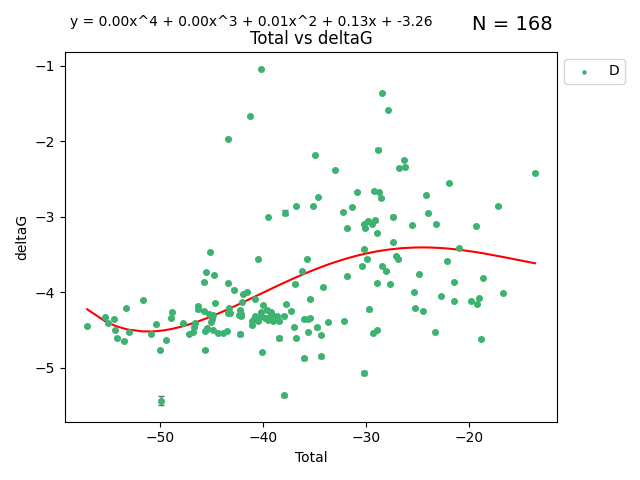 y = 0.00x^4 + 0.00x^3 + 0.01x^2 + 0.13x + -3.26
N = 168
Total vs deltaG
D
−1
−2
−3
−4
−5
deltaG
−50 −40 −30 −20
Total